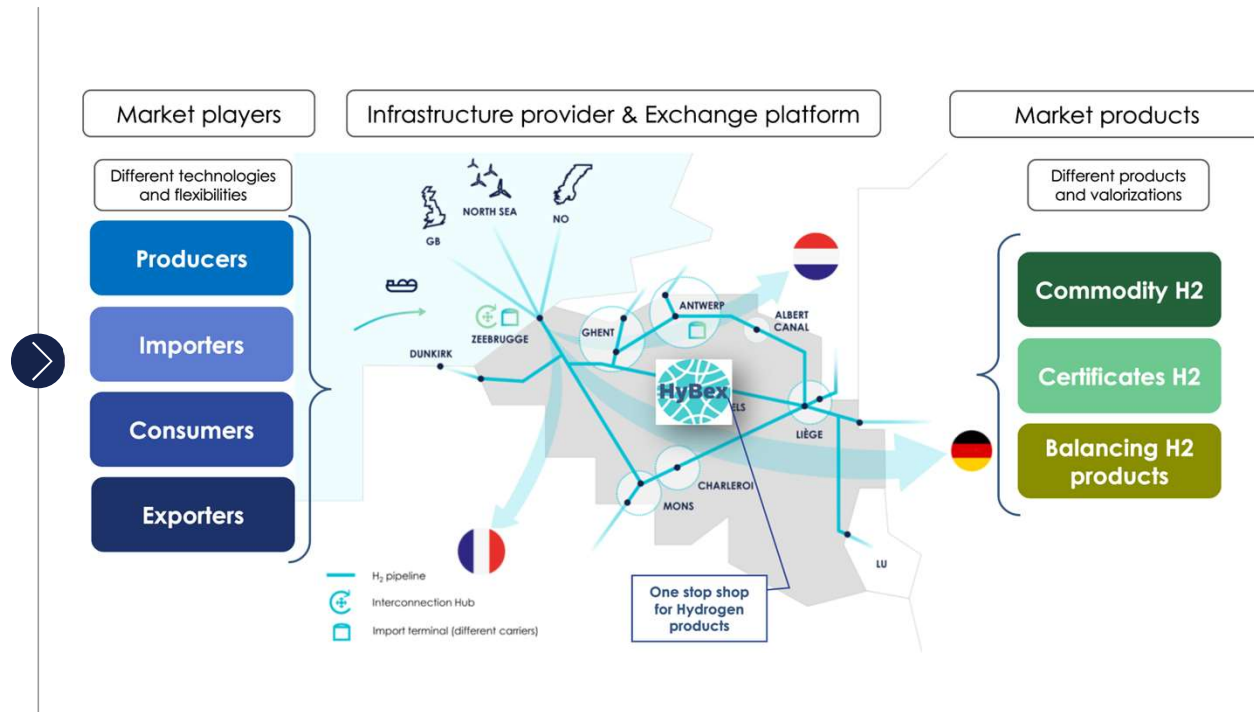 Market players
Infrastructure provider & Exchange platform
Market products
Different technologies
and flexibilities
Producers
Importers
Consumers
Exporters
NORTH SEA
NO
GB
ZEEBRUGGE
DUNKIRK
GHENT
ANTWERP
ALBERT
CANAL
HyBex
ELS
LIÈGE
CHARLEROI
MONS
LU
H₂ pipeline
Interconnection Hub
Import terminal (different carriers)
One stop shop
for Hydrogen
products
Different products
and valorizations
Commodity H2
Certificates H2
Balancing H2
products